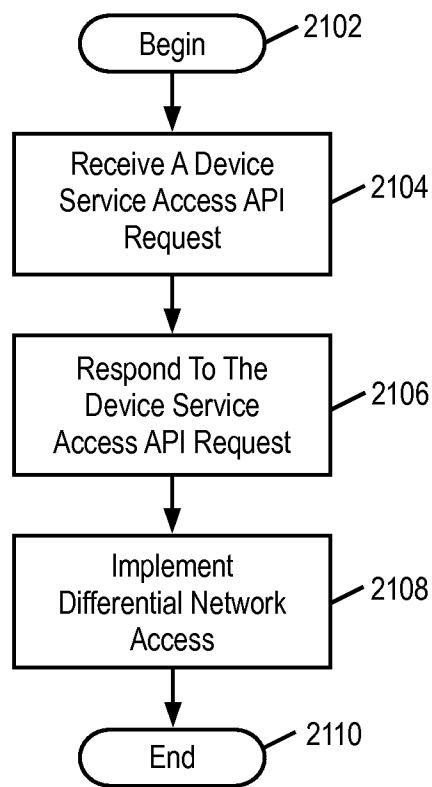 Begin
2102
Receive A Device
Service Access API
Request
2104
Respond To The
Device Service
Access API Request
2106
Implement
Differential Network
Access
2108
End
2110